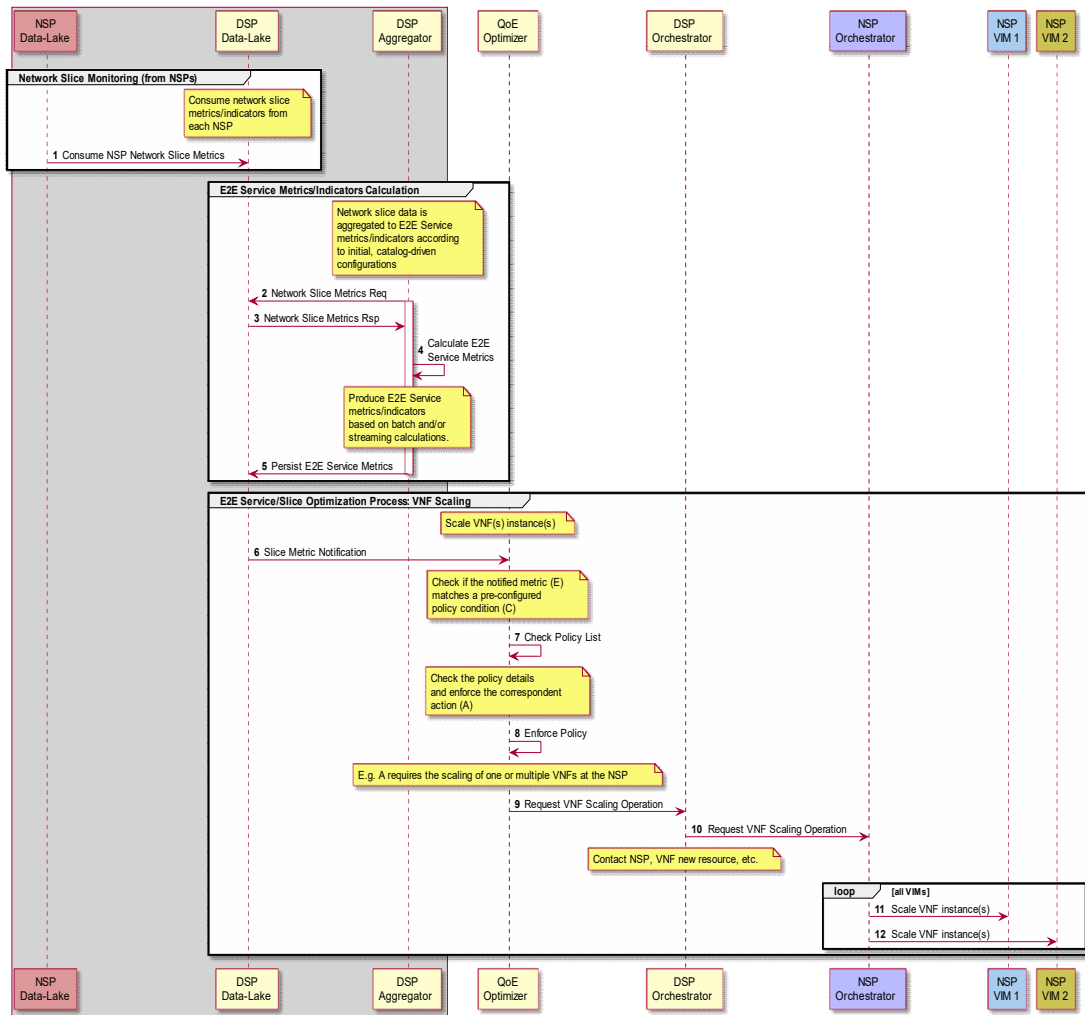 NSP
Data-Lake
DSP
Data-Lake
DSP
Aggregator
QoE
Optimizer
DSP
Orchestrator
NSP
Orchestrator
NSP
VIM 1
NSP
VIM 2
Network Slice Monitoring (from NSPs)
Consume network slice
metrics/indicators from
each NSP
1 Consume NSP Network Slice Metrics
E2E Service Metrics/Indicators Calculation
Network slice data is
aggregated to E2E Service
metrics/indicators according
to initial, catalog-driven
configurations
2 Network Slice Metrics Req
3 Network Slice Metrics Rsp
4 Calculate E2E
Service Metrics
Produce E2E Service
metrics/indicators
based on batch and/or
streaming calculations.
5 Persist E2E Service Metrics
E2E Service/Slice Optimization Process: VNF Scaling
Scale VNF(s) instance(s)
6 Slice Metric Notification
Check if the notified metric (E)
matches a pre-configured
policy condition (C)
7 Check Policy List
Check the policy details
and enforce the correspondent
action (A)
8 Enforce Policy
E.g. A requires the scaling of one or multiple VNFs at the NSP
9 Request VNF Scaling Operation
10 Request VNF Scaling Operation
Contact NSP, VNF new resource, etc.
loop [all VIMs]
11 Scale VNF instance(s)
12 Scale VNF instance(s)
NSP
Data-Lake
DSP
Data-Lake
DSP
Aggregator
QoE
Optimizer
DSP
Orchestrator
NSP
Orchestrator
NSP
VIM 1
NSP
VIM 2